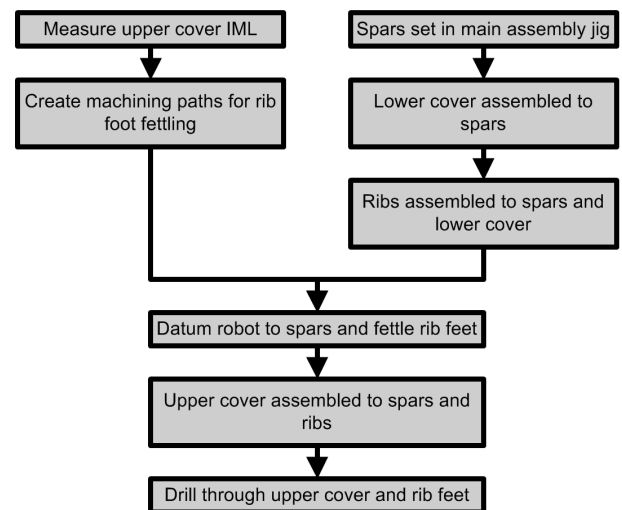 Measure upper cover IML
Spars set in main assembly jig
Create machining paths for rib
foot fettling
Lower cover assembled to
spars
Ribs assembled to spars and
lower cover
Datum robot to spars and fettle rib feet
Upper cover assembled to spars and
ribs
Drill through upper cover and rib feet